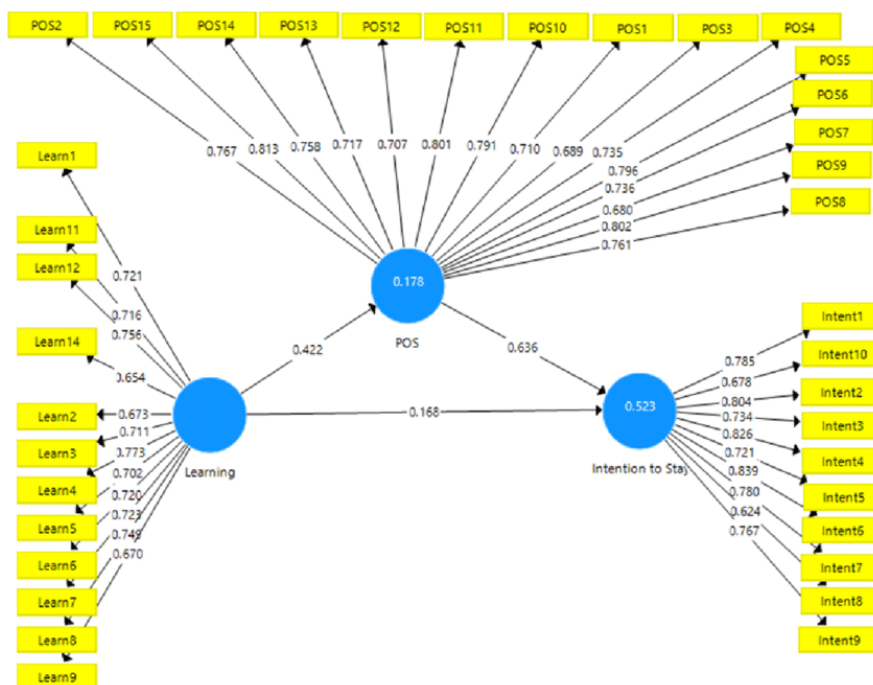 POS2
POS15
POS14
POS13
POS12
POS11
POS10
POS1
POS3
POS4
POS5
POS6
POS7
POS9
POS8
0.767
0.813
0.758
0.717
0.707
0.801
0.791
0.710
0.689
0.735
0.796
0.736
0.680
0.802
0.761
Learn1
Learn11
Learn12
Learn14
Learn2
Learn3
Learn4
Learn5
Learn6
Learn7
Learn8
Learn9
0.721
0.716
0.756
0.654
0.673
0.711
0.773
0.702
0.720
0.723
0.749
0.670
Learning
0.422
0.178
POS
0.636
0.168
0.523
Intention to Stay
0.785
0.678
0.804
0.734
0.826
0.721
0.839
0.780
0.624
0.767
Intent1
Intent10
Intent2
Intent3
Intent4
Intent5
Intent6
Intent7
Intent8
Intent9